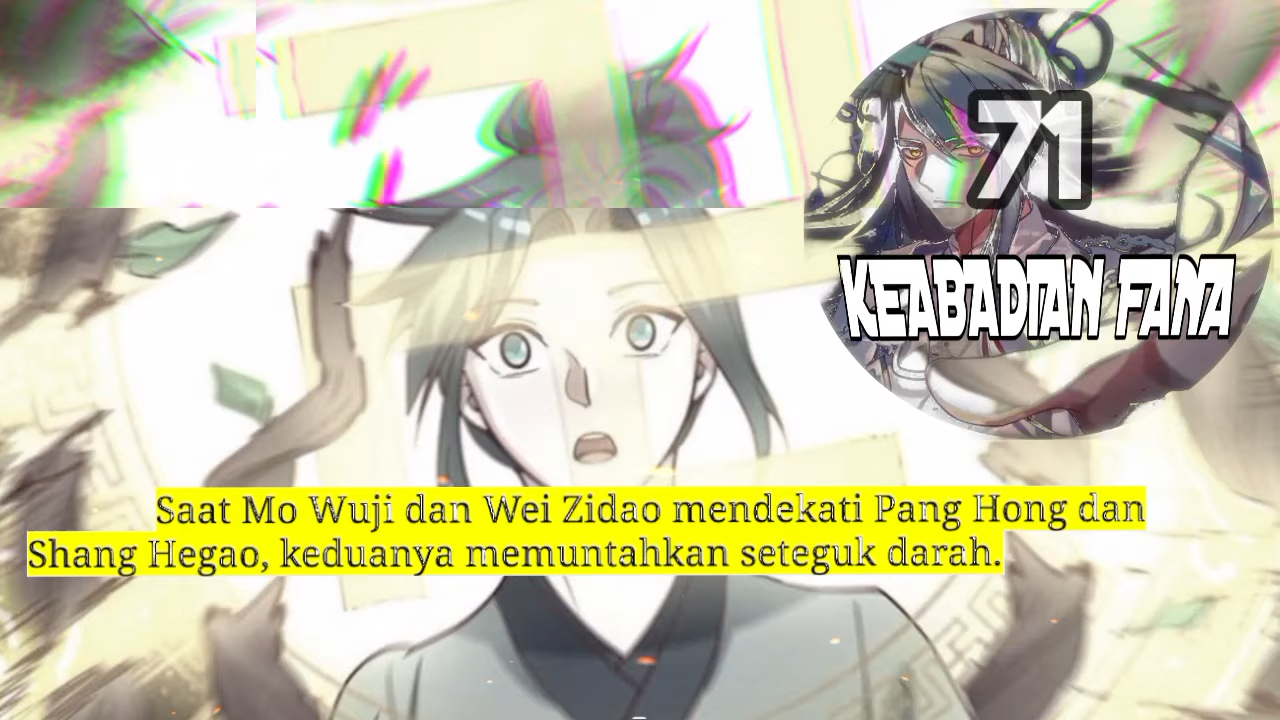 71
KEABADIAN FANA
Saat Mo Wuji dan Wei Zidao mendekati Pang Hong dan
Shang Hegao, keduanya memuntahkan seteguk darah.